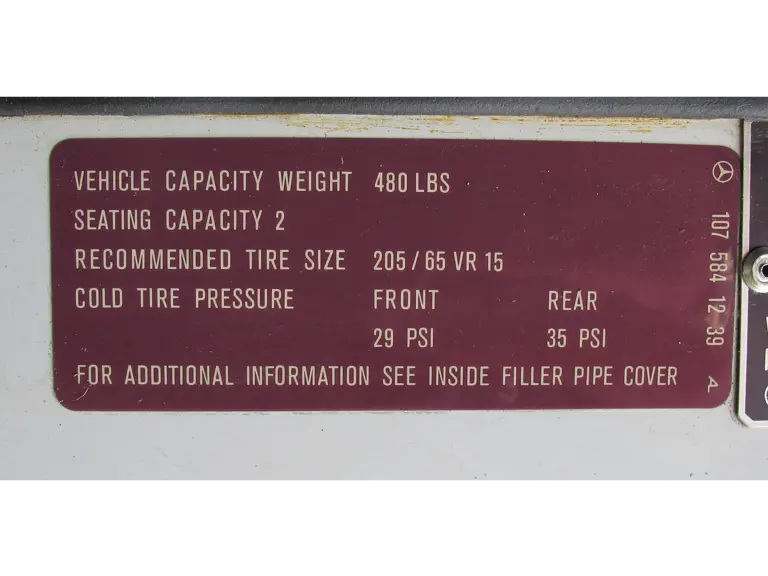 VEHICLE CAPACITY WEIGHT 480 LBS
SEATING CAPACITY 2
RECOMMENDED TIRE SIZE 205/65 VR 15
COLD TIRE PRESSURE FRONT REAR
29 PSI 35 PSI
FOR ADDITIONAL INFORMATION SEE INSIDE FILLER PIPE COVER
107 584 12 39 A